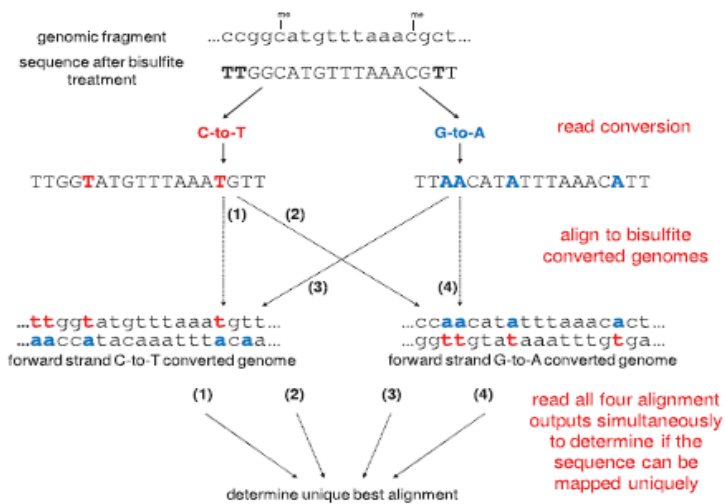 me me
genomic fragment ...ccggcatgtttaaacgct...
sequence after bisulfite
treatment
TTGGCATGTTTAAACGTT
C-to-T G-to-A read conversion
TTGGTATGTTTAAATGTT TTAACATATTTAAACATT
(1) (2)
align to bisulfite
converted genomes
(3) (4)
...ttggtatgtttaaatgtt... ...ccaacatatttaaacact...
...aaccatacaaatttacaa... ...ggttgtataaatttgtga...
forward strand C-to-T converted genome forward strand G-to-A converted genome
(1) (2) (3) (4)
read all four alignment
outputs simultaneously
to determine if the
sequence can be
mapped uniquely
determine unique best alignment